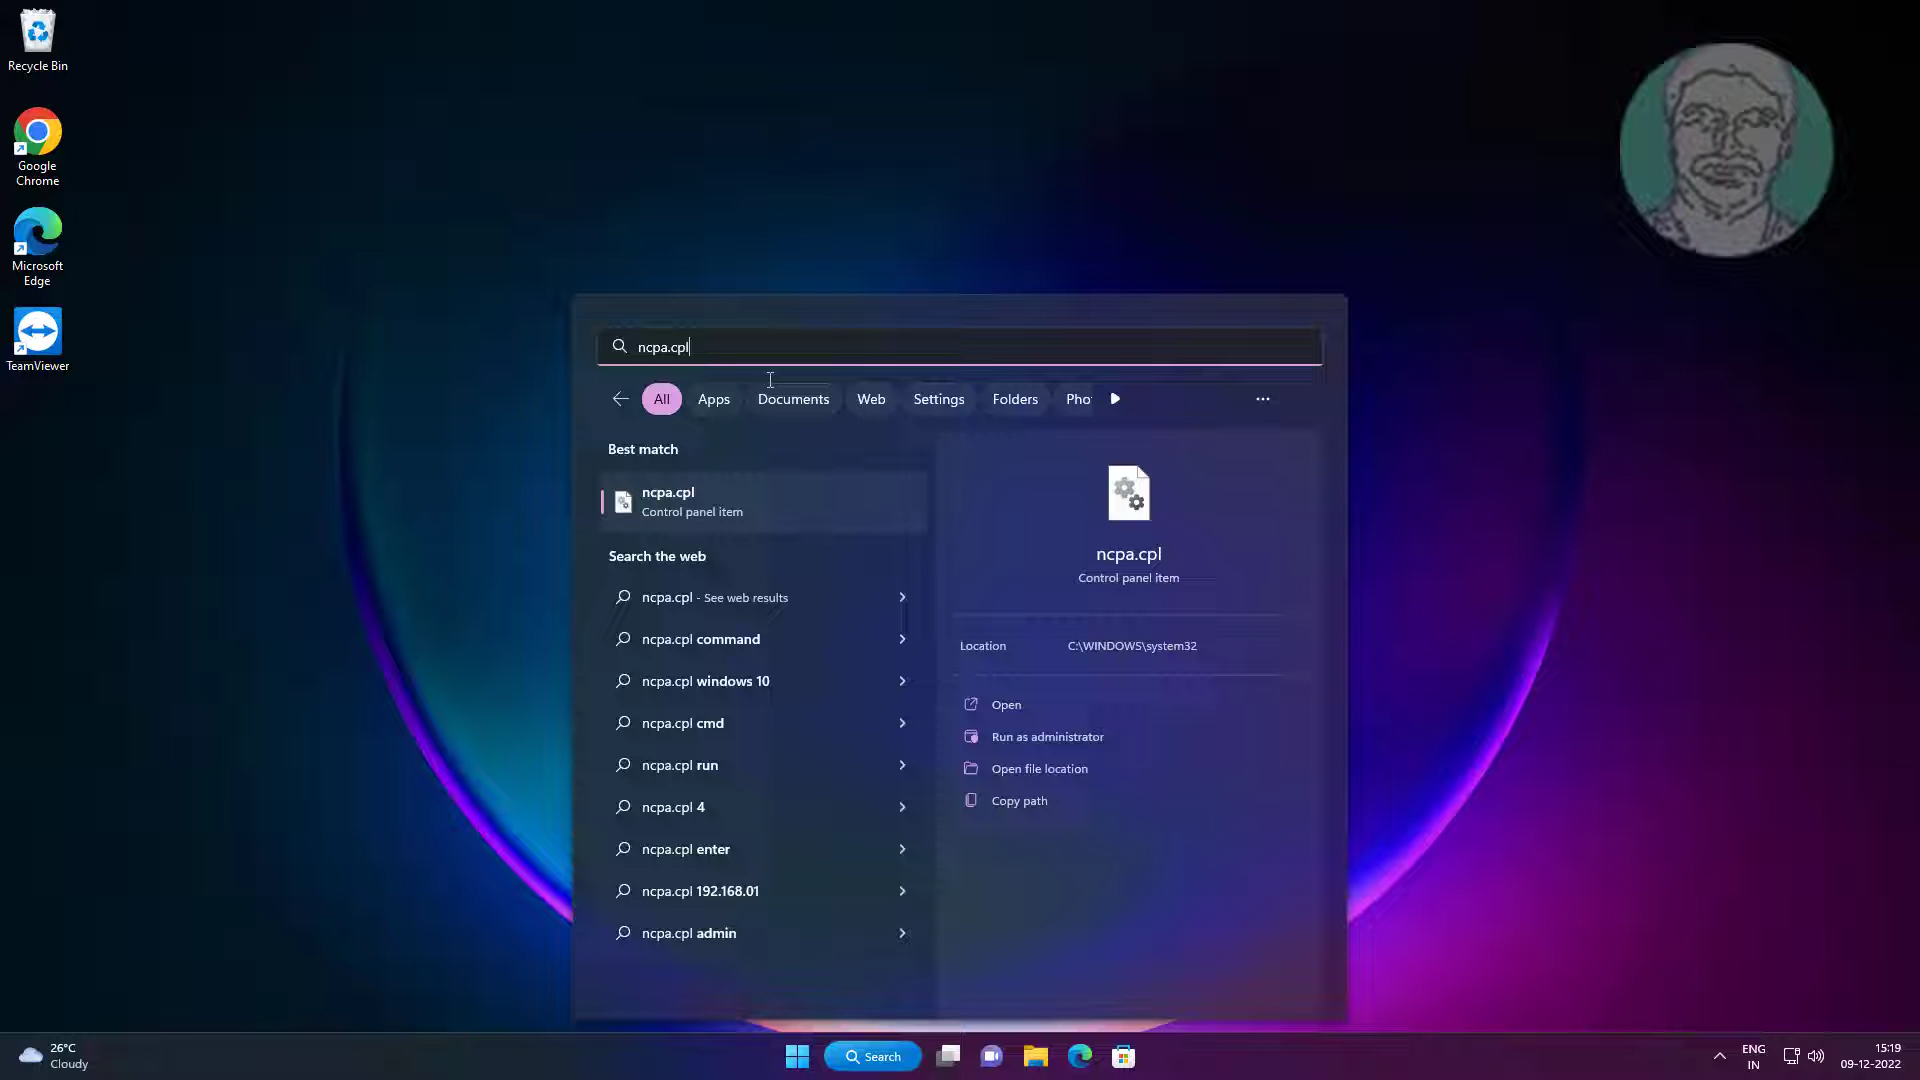 Recycle Bin
Google
Chrome
Microsoft
Edge
TeamViewer
ncpa.cpl
All Apps Documents Web Settings Folders Pho
Best match
ncpa.cpl
Control panel item
Search the web
ncpa.cpl - See web results
ncpa.cpl command
ncpa.cpl windows 10
ncpa.cpl cmd
ncpa.cpl run
ncpa.cpl 4
ncpa.cpl enter
ncpa.cpl 192.168.01
ncpa.cpl admin
ncpa.cpl
Control panel item
Location C:\WINDOWS\system32
Open
Run as administrator
Open file location
Copy path
26°C
Cloudy
Search
ENG
IN
15:19
09-12-2022